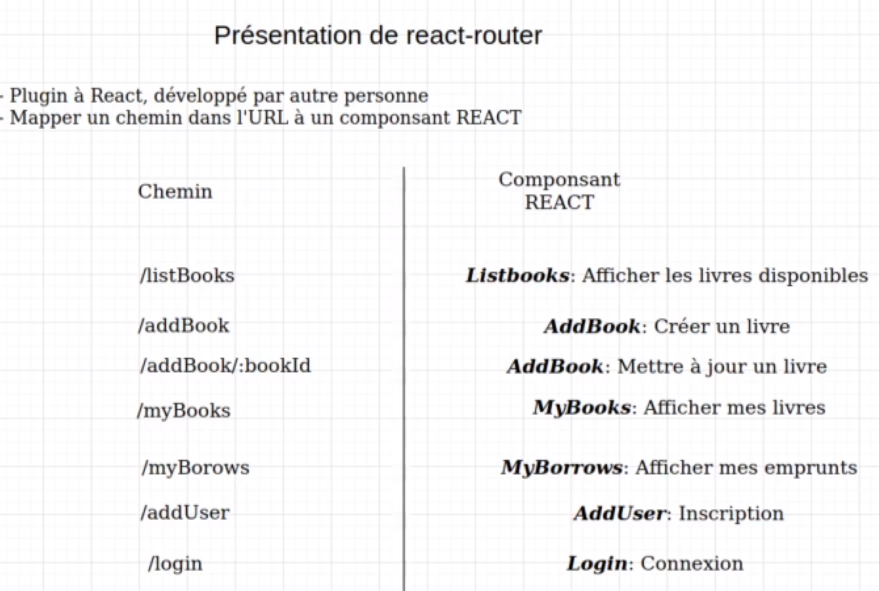 Présentation de react-router
- Plugin à React, développé par autre personne
- Mapper un chemin dans l'URL à un componsant REACT
Chemin
Componsant
REACT
/listBooks
Listbooks: Afficher les livres disponibles
/addBook
AddBook: Créer un livre
/addBook/:bookId
AddBook: Mettre à jour un livre
/myBooks
MyBooks: Afficher mes livres
/myBorows
MyBorrows: Afficher mes emprunts
/addUser
AddUser: Inscription
/login
Login: Connexion